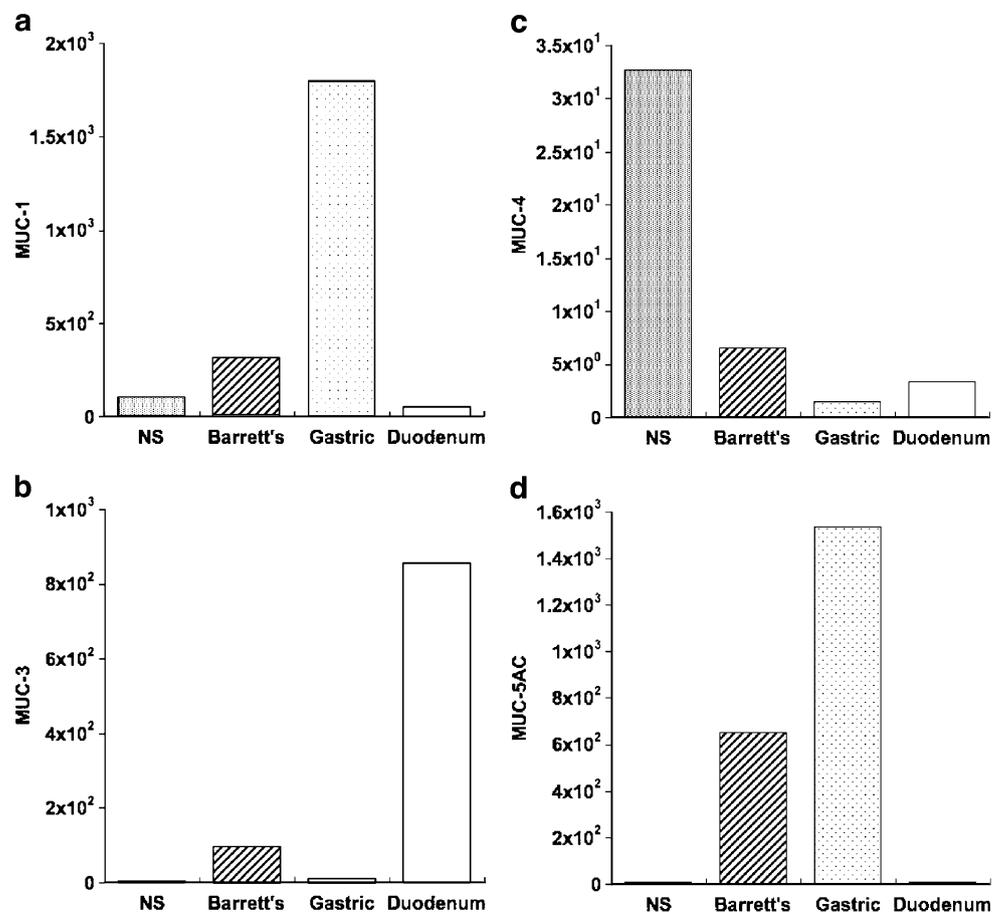 a
2x10³
1.5x10³
1x10³
5x10²
0
MUC-1
NS Barrett's Gastric Duodenum
c
3.5x10¹
3x10¹
2.5x10¹
2x10¹
1.5x10¹
1x10¹
5x10⁰
0
MUC-4
NS Barrett's Gastric Duodenum
b
1x10³
8x10²
6x10²
4x10²
2x10²
0
MUC-3
NS Barrett's Gastric Duodenum
d
1.6x10³
1.4x10³
1.2x10³
1x10³
8x10²
6x10²
4x10²
2x10²
0
MUC-5AC
NS Barrett's Gastric Duodenum